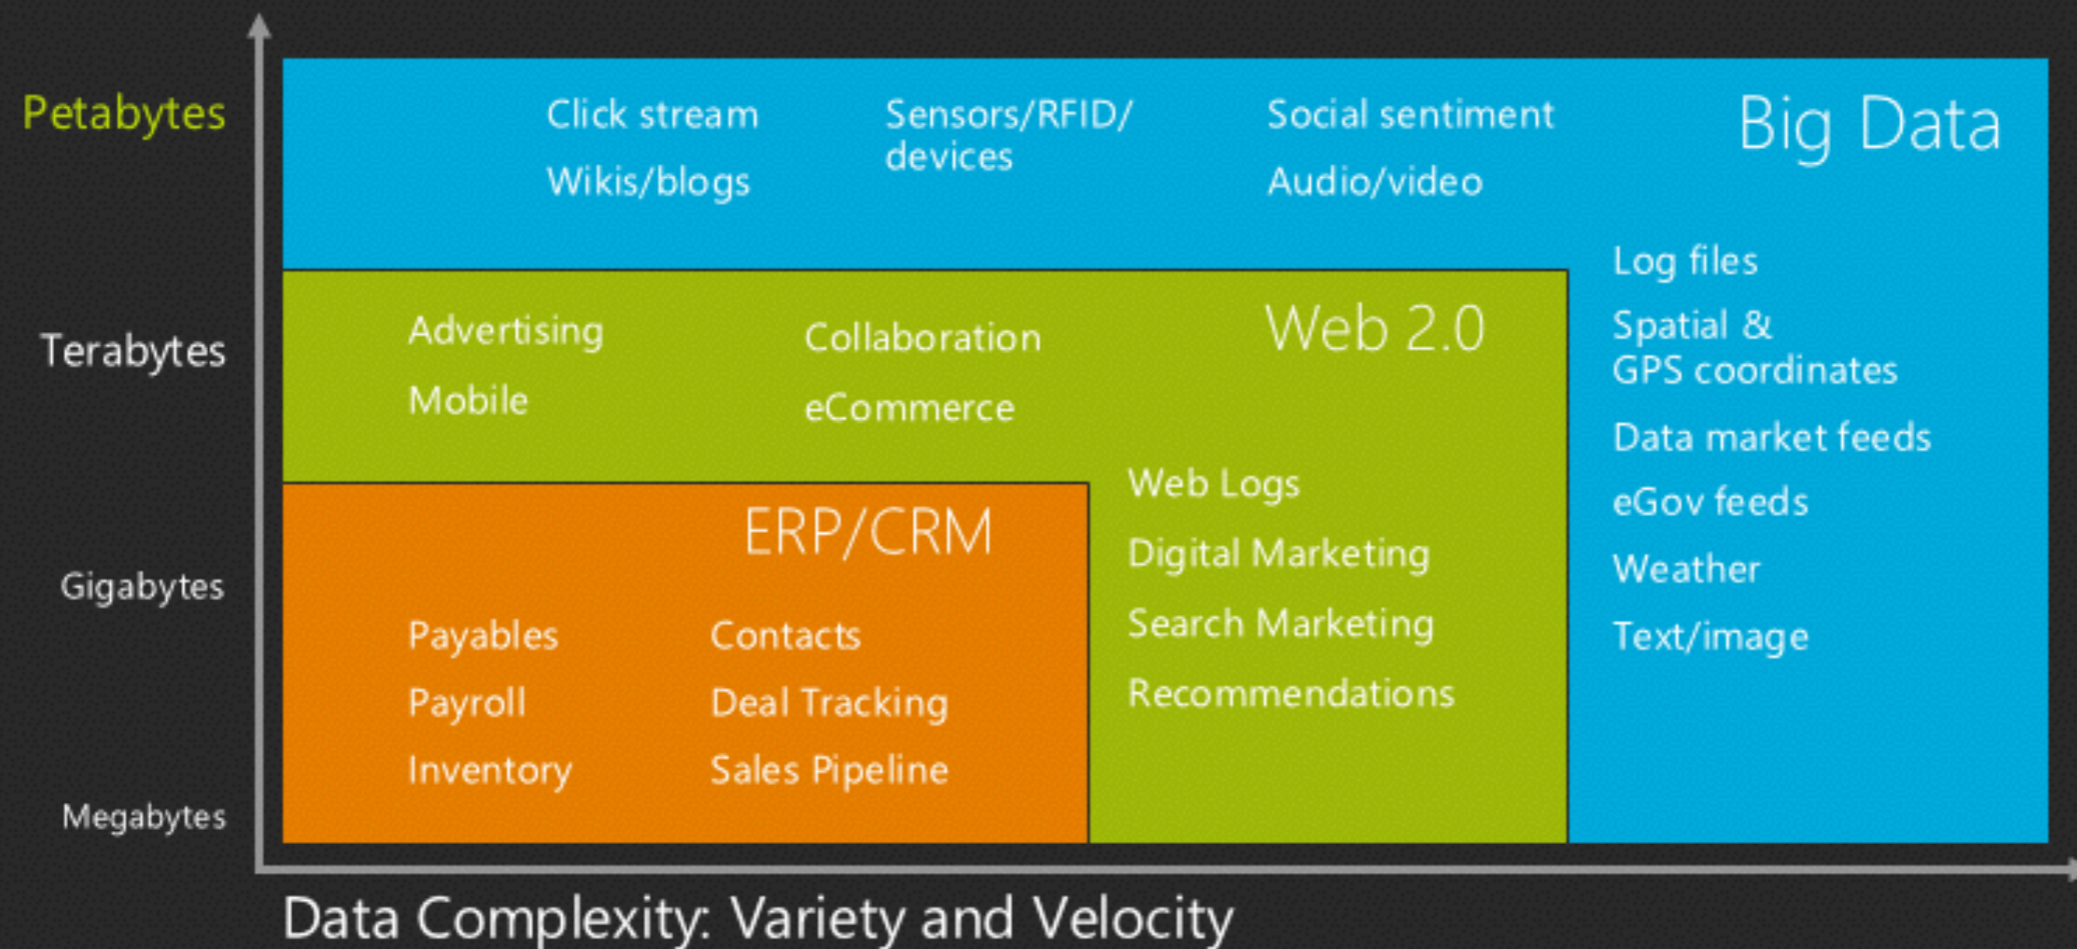 Petabytes
Click stream
Wikis/blogs
Sensors/RFID/
devices
Social sentiment
Audio/video
Big Data
Log files
Spatial &
GPS coordinates
Data market feeds
eGov feeds
Weather
Text/image
Terabytes
Advertising
Mobile
Collaboration
eCommerce
Web 2.0
Web Logs
Digital Marketing
Search Marketing
Recommendations
Gigabytes
ERP/CRM
Payables
Payroll
Inventory
Contacts
Deal Tracking
Sales Pipeline
Megabytes
Data Complexity: Variety and Velocity